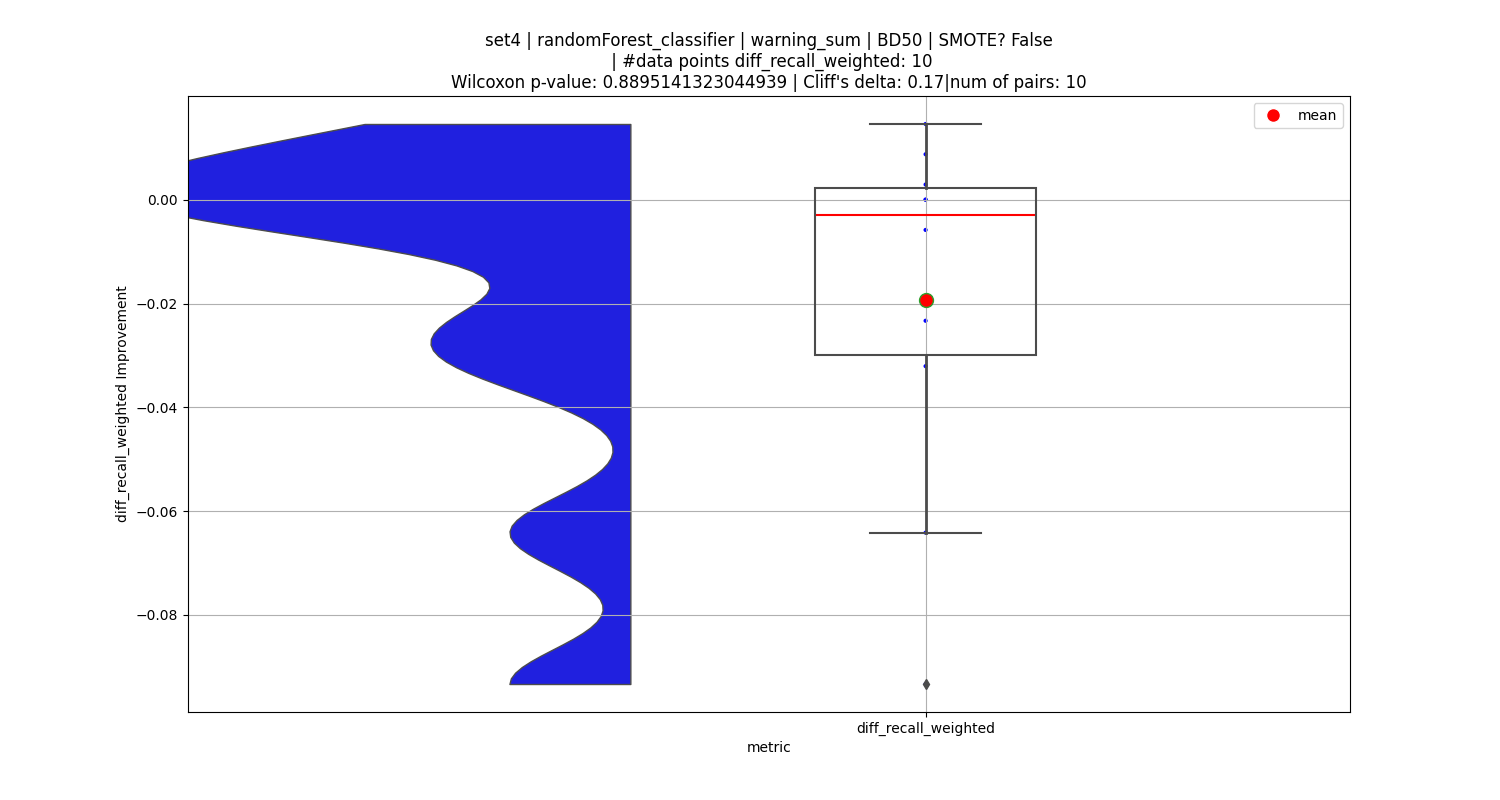 set4 | randomForest_classifier | warning_sum | BD50 | SMOTE? False
| #data points diff_recall_weighted: 10
Wilcoxon p-value: 0.8895141323044939 | Cliff's delta: 0.17|num of pairs: 10
mean
0.00
−0.02
−0.04
−0.06
−0.08
diff_recall_weighted Improvement
diff_recall_weighted
metric